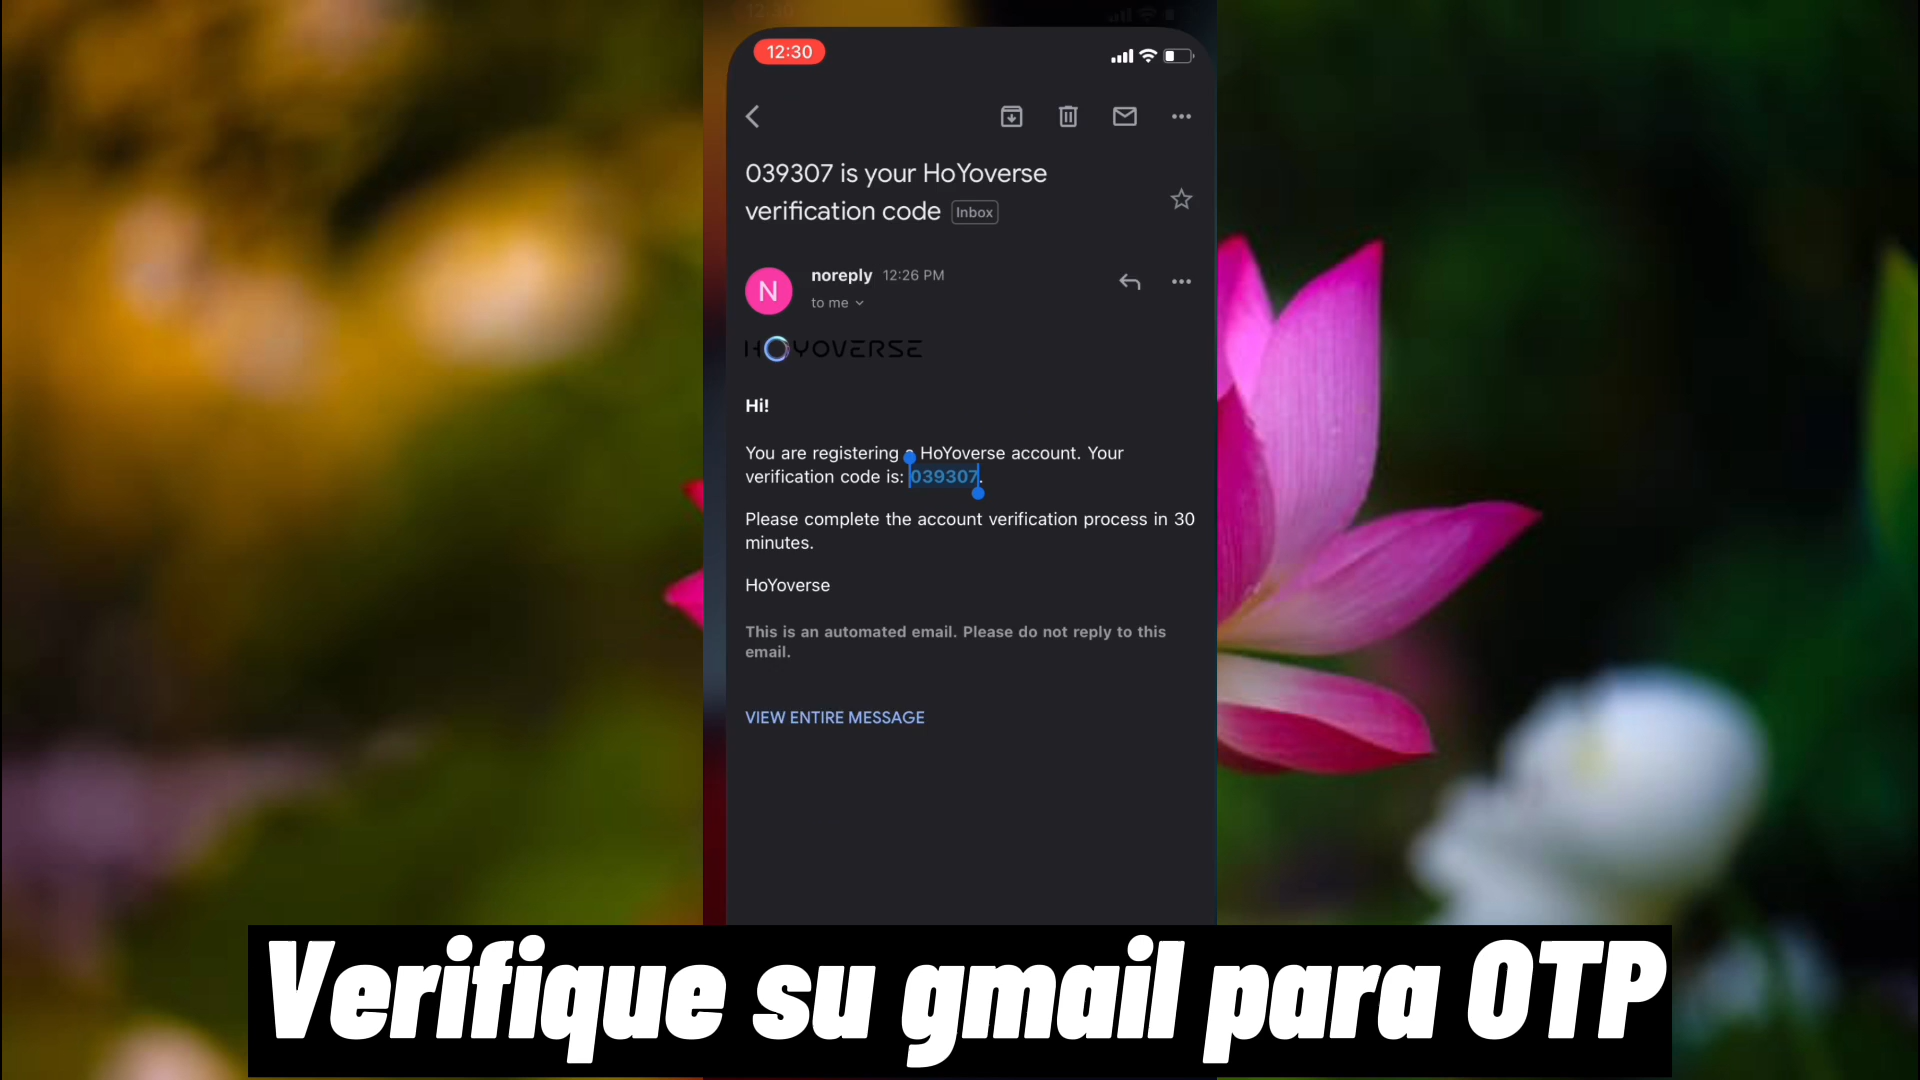 12:30
039307 is your HoYoverse
verification code Inbox
N
noreply 12:26 PM
to me
HOYOVERSE
Hi!
You are registering a HoYoverse account. Your
verification code is: 039307.
Please complete the account verification process in 30
minutes.
HoYoverse
This is an automated email. Please do not reply to this
email.
VIEW ENTIRE MESSAGE
Verifique su gmail para OTP